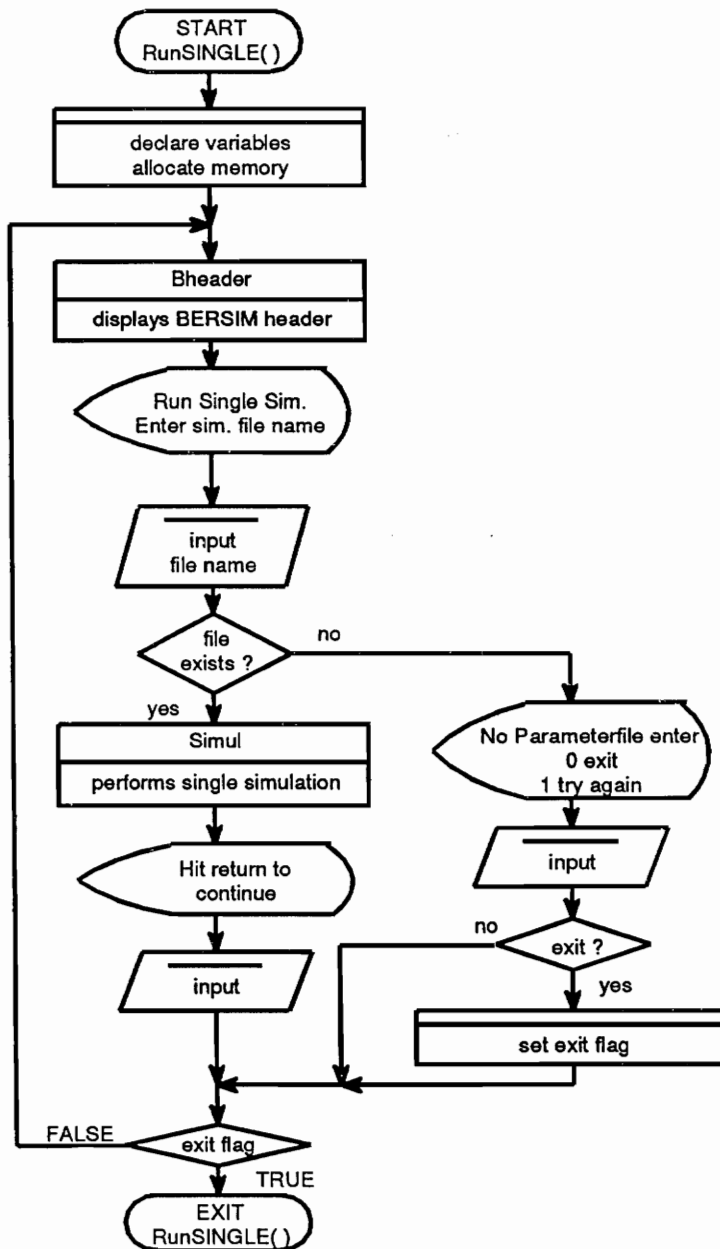 START
RunSINGLE( )
declare variables
allocate memory
Bheader
displays BERSIM header
Run Single Sim.
Enter sim. file name
input
file name
file
exists ?
no
yes
Simul
performs single simulation
No Parameterfile enter
0 exit
1 try again
Hit return to
continue
input
input
no
exit ?
yes
set exit flag
FALSE
exit flag
TRUE
EXIT
RunSINGLE( )